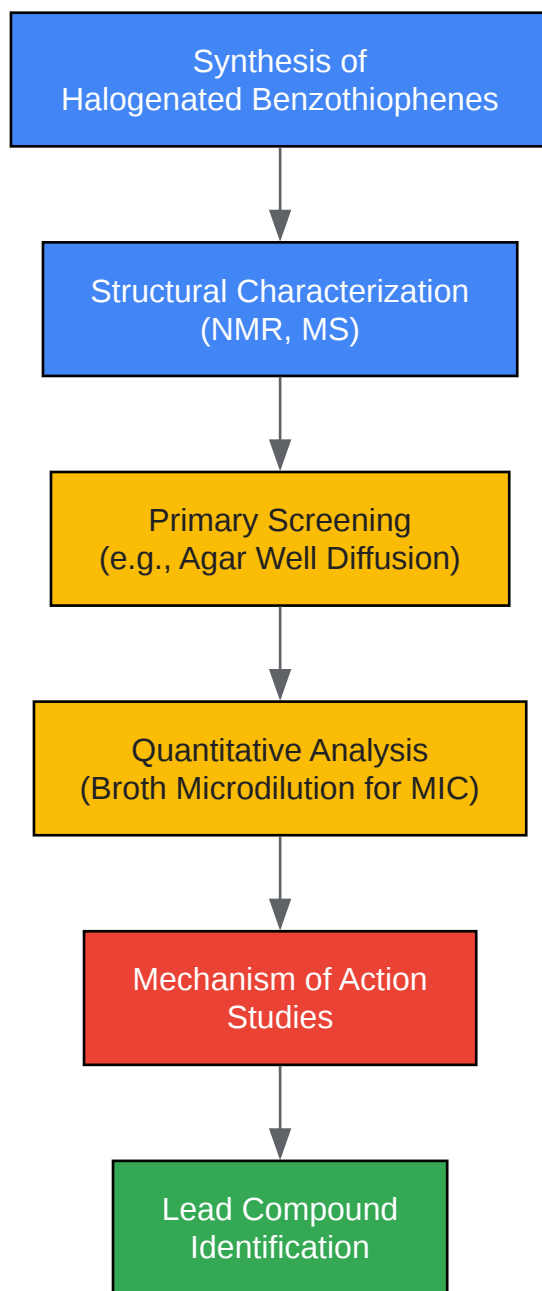 Synthesis of
Halogenated Benzothiophenes
Structural Characterization
(NMR, MS)
Primary Screening
(e.g., Agar Well Diffusion)
Quantitative Analysis
(Broth Microdilution for MIC)
Mechanism of Action
Studies
Lead Compound
Identification